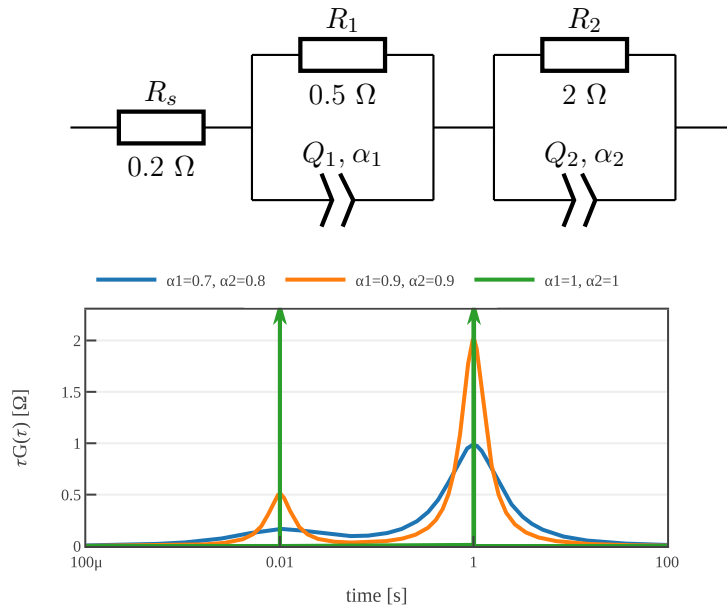 R₁
R₂
0.5 Ω
2 Ω
Rₛ
0.2 Ω
Q₁, α₁
Q₂, α₂
α1=0.7, α2=0.8
α1=0.9, α2=0.9
α1=1, α2=1
2
1.5
1
0.5
0
τG(τ) [Ω]
100μ
0.01
1
100
time [s]